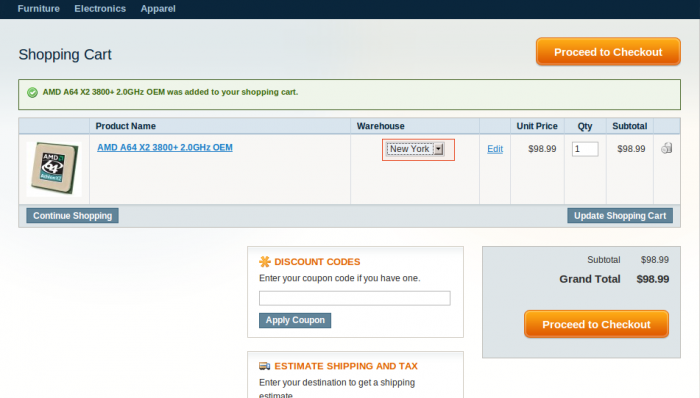 Furniture Electronics Apparel
Shopping Cart
Proceed to Checkout
AMD A64 X2 3800+ 2.0GHz OEM was added to your shopping cart.
Product Name Warehouse Unit Price Qty Subtotal
AMD A64 X2 3800+ 2.0GHz OEM New York Edit $98.99 1 $98.99
AMD
64
Continue Shopping Update Shopping Cart
DISCOUNT CODES
Enter your coupon code if you have one.
Apply Coupon
Subtotal $98.99
Grand Total $98.99
Proceed to Checkout
ESTIMATE SHIPPING AND TAX
Enter your destination to get a shipping
estimate.